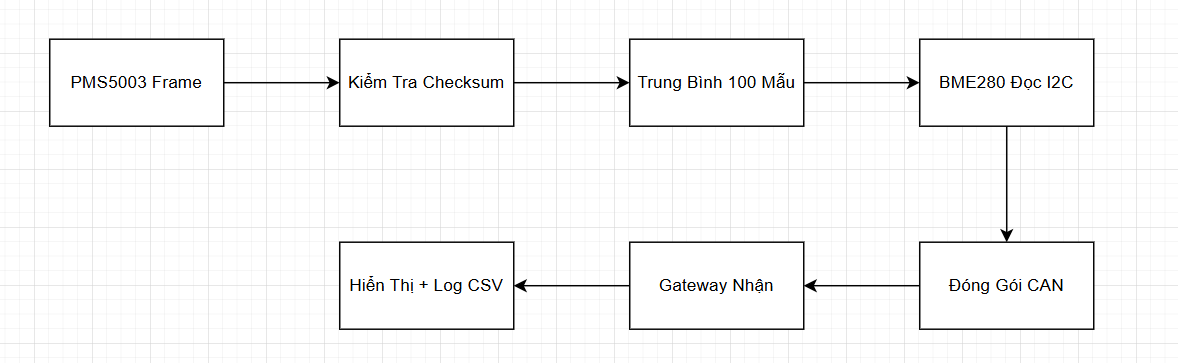 PMS5003 Frame
Kiểm Tra Checksum
Trung Bình 100 Mẫu
BME280 Đọc I2C
Đóng Gói CAN
Gateway Nhận
Hiển Thị + Log CSV